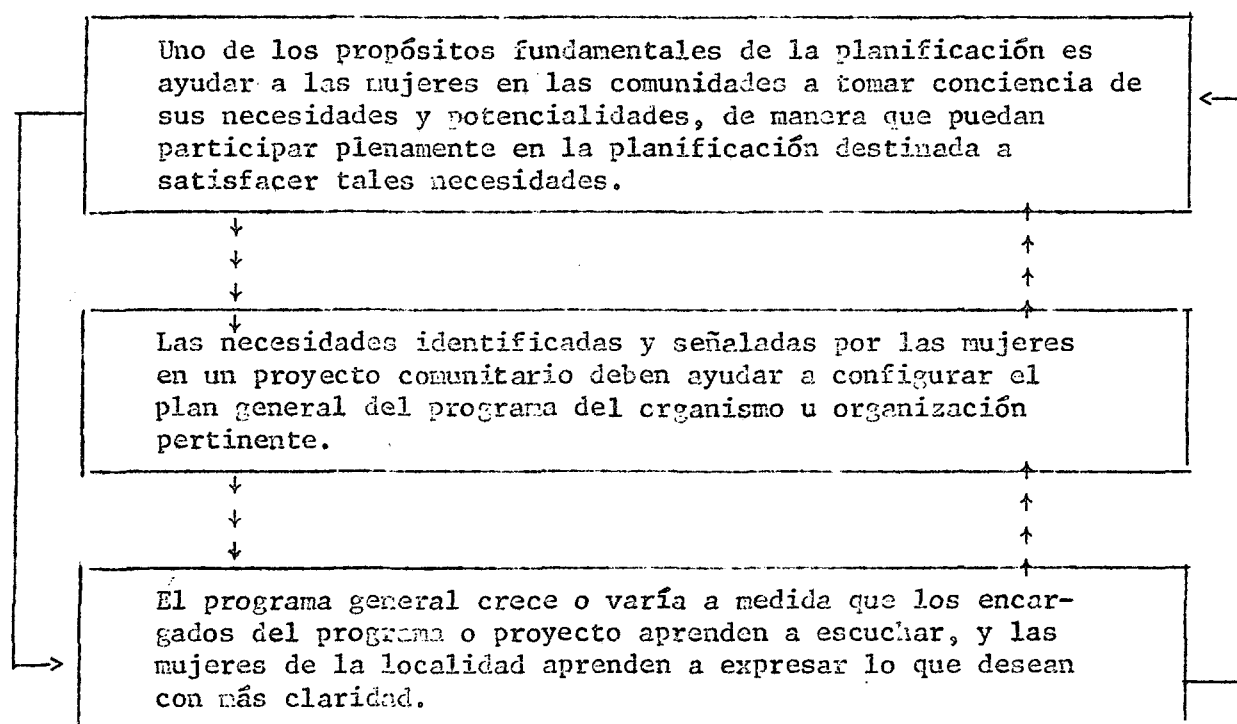 Uno de los propósitos fundamentales de la planificación es
ayudar a las mujeres en las comunidades a tomar conciencia de
sus necesidades y potencialidades, de manera que puedan
participar plenamente en la planificación destinada a
satisfacer tales necesidades.
Las necesidades identificadas y señaladas por las mujeres
en un proyecto comunitario deben ayudar a configurar el
plan general del programa del organismo u organización
pertinente.
El programa general crece o varía a medida que los encar-
gados del programa o proyecto aprenden a escuchar, y las
mujeres de la localidad aprenden a expresar lo que desean
con más claridad.